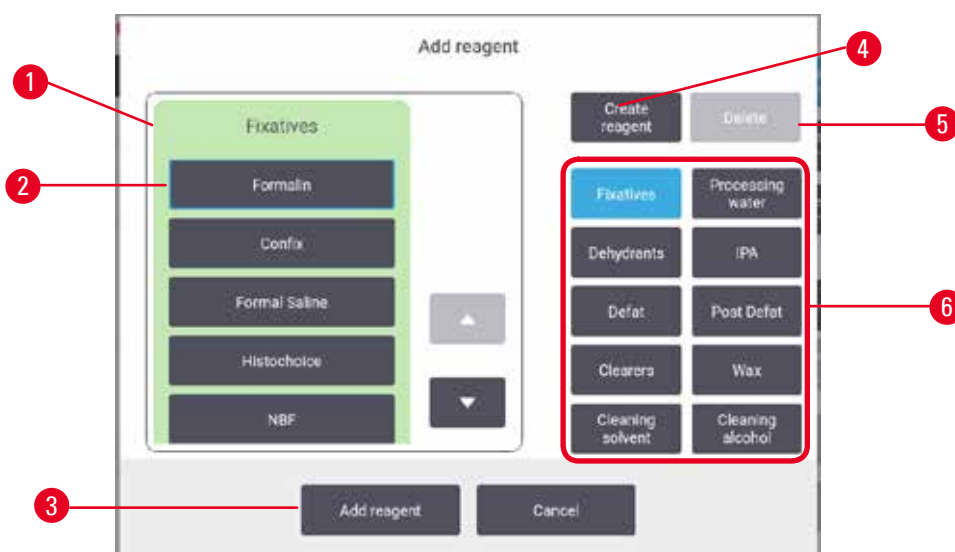 Add reagent
4
1
Create
reagent
Delete
5
Fixatives
2
Formalin
Fixatives
Processing
water
Confix
Dehydrants
IPA
Formal Saline
Defat
Post Defat
6
Histochoice
Clearers
Wax
NBF
Cleaning
solvent
Cleaning
alcohol
3
Add reagent
Cancel